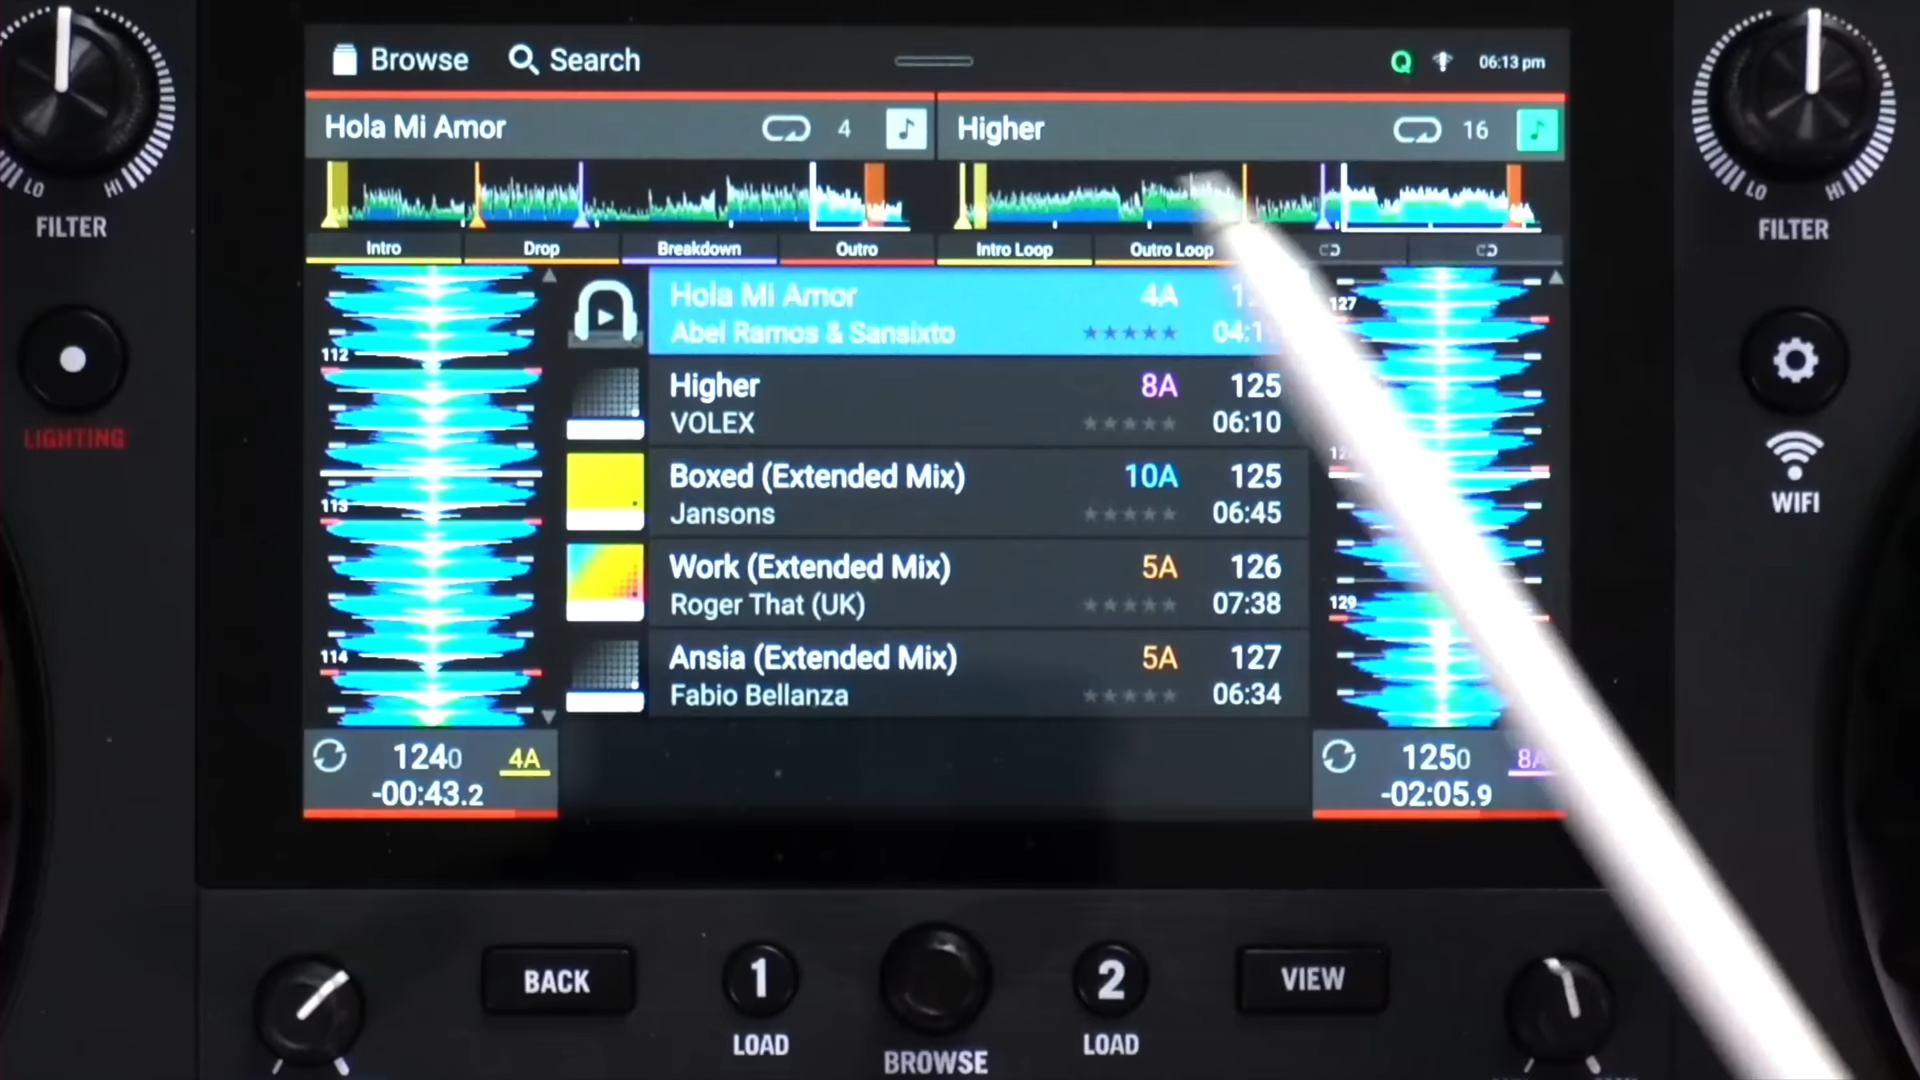 Browse Search
Q 06:13 pm
Hola Mi Amor 4
Higher 16
Intro Drop Breakdown Outro
Intro Loop Outro Loop
Hola Mi Amor 4A
Abel Ramos & Sansixto
Higher 8A 125
VOLEX 06:10
Boxed (Extended Mix) 10A 125
Jansons 06:45
Work (Extended Mix) 5A 126
Roger That (UK) 07:38
Ansia (Extended Mix) 5A 127
Fabio Bellanza 06:34
112
113
114
127
129
1240 4A
-00:43.2
1250 8A
-02:05.9
LO HI
FILTER
LIGHTING
LO HI
FILTER
WIFI
BACK
1
LOAD
BROWSE
2
LOAD
VIEW